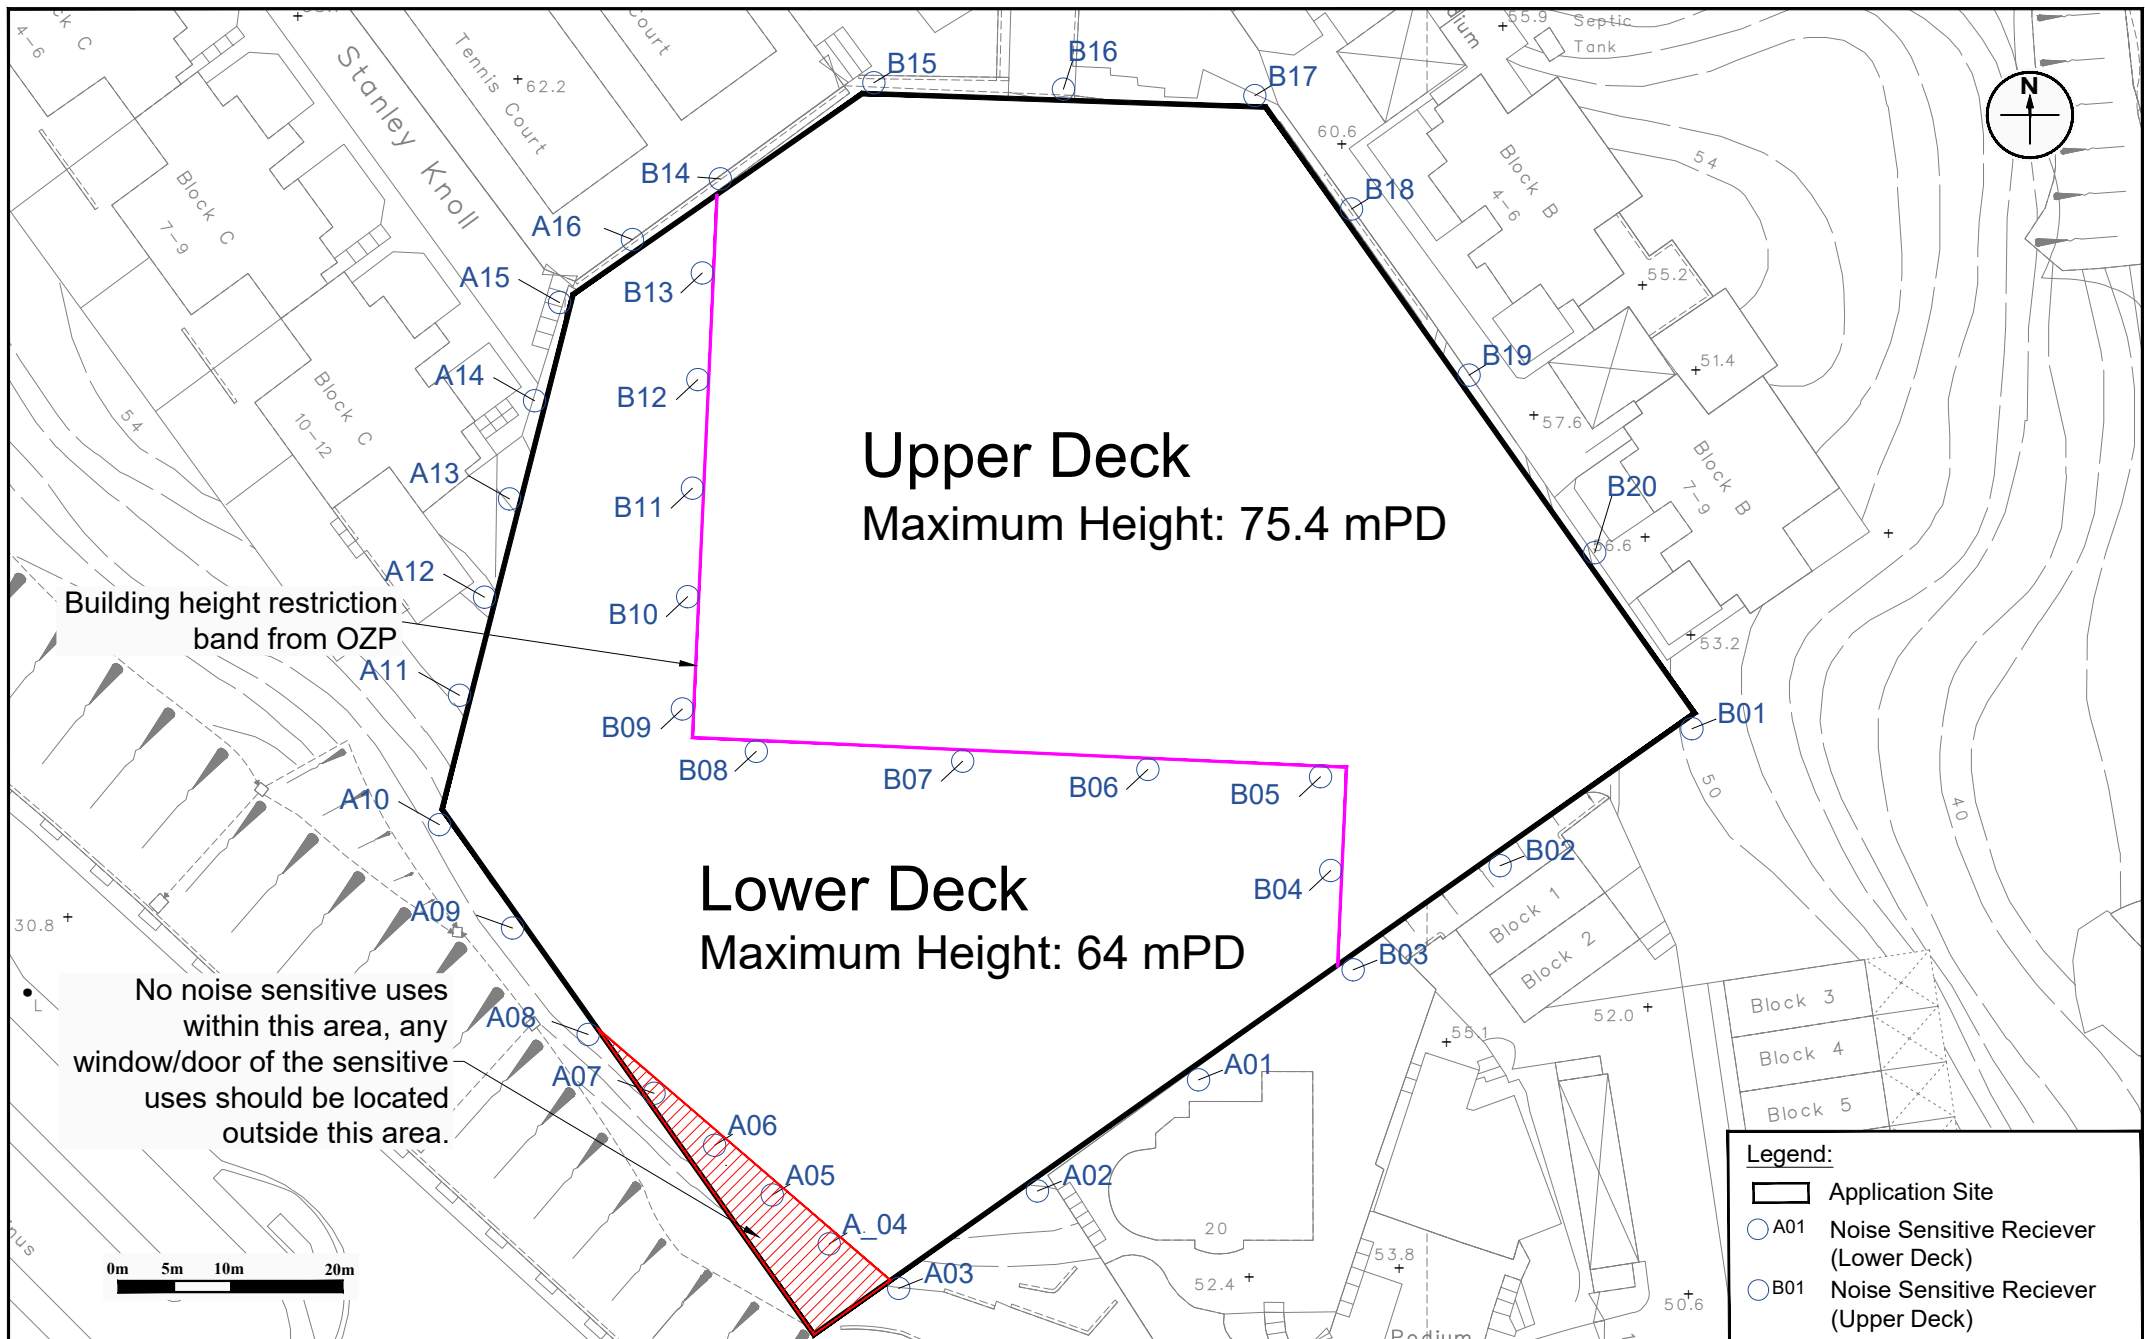 Block C
4-6
Stanley Knoll
Tennis Court
Court
62.2
B15
B16
B17
Podium
55.9
Septic
Tank
N
60.6
Block B
4-6
54
B14
B18
A16
Block C
7-9
A15
B13
55.2
A14
B12
B19
51.4
Block C
10-12
54
57.6
Upper Deck
Maximum Height: 75.4 mPD
A13
B11
B20
Block B
7-9
56.6
A12
B10
Building height restriction
band from OZP
53.2
A11
B09
B01
B08
B07
B06
B05
50
40
A10
B04
B02
Lower Deck
Maximum Height: 64 mPD
Block 1
Block 2
A09
30.8
B03
L
No noise sensitive uses
within this area, any
window/door of the sensitive
uses should be located
outside this area.
A08
52.0
Block 3
55.1
Block 4
A07
A01
Block 5
A06
A05
A02
A_04
20
A03
53.8
52.4
50.6
Podium
0m 5m 10m 20m
Legend:
Application Site
A01 Noise Sensitive Reciever
(Lower Deck)
B01 Noise Sensitive Reciever
(Upper Deck)